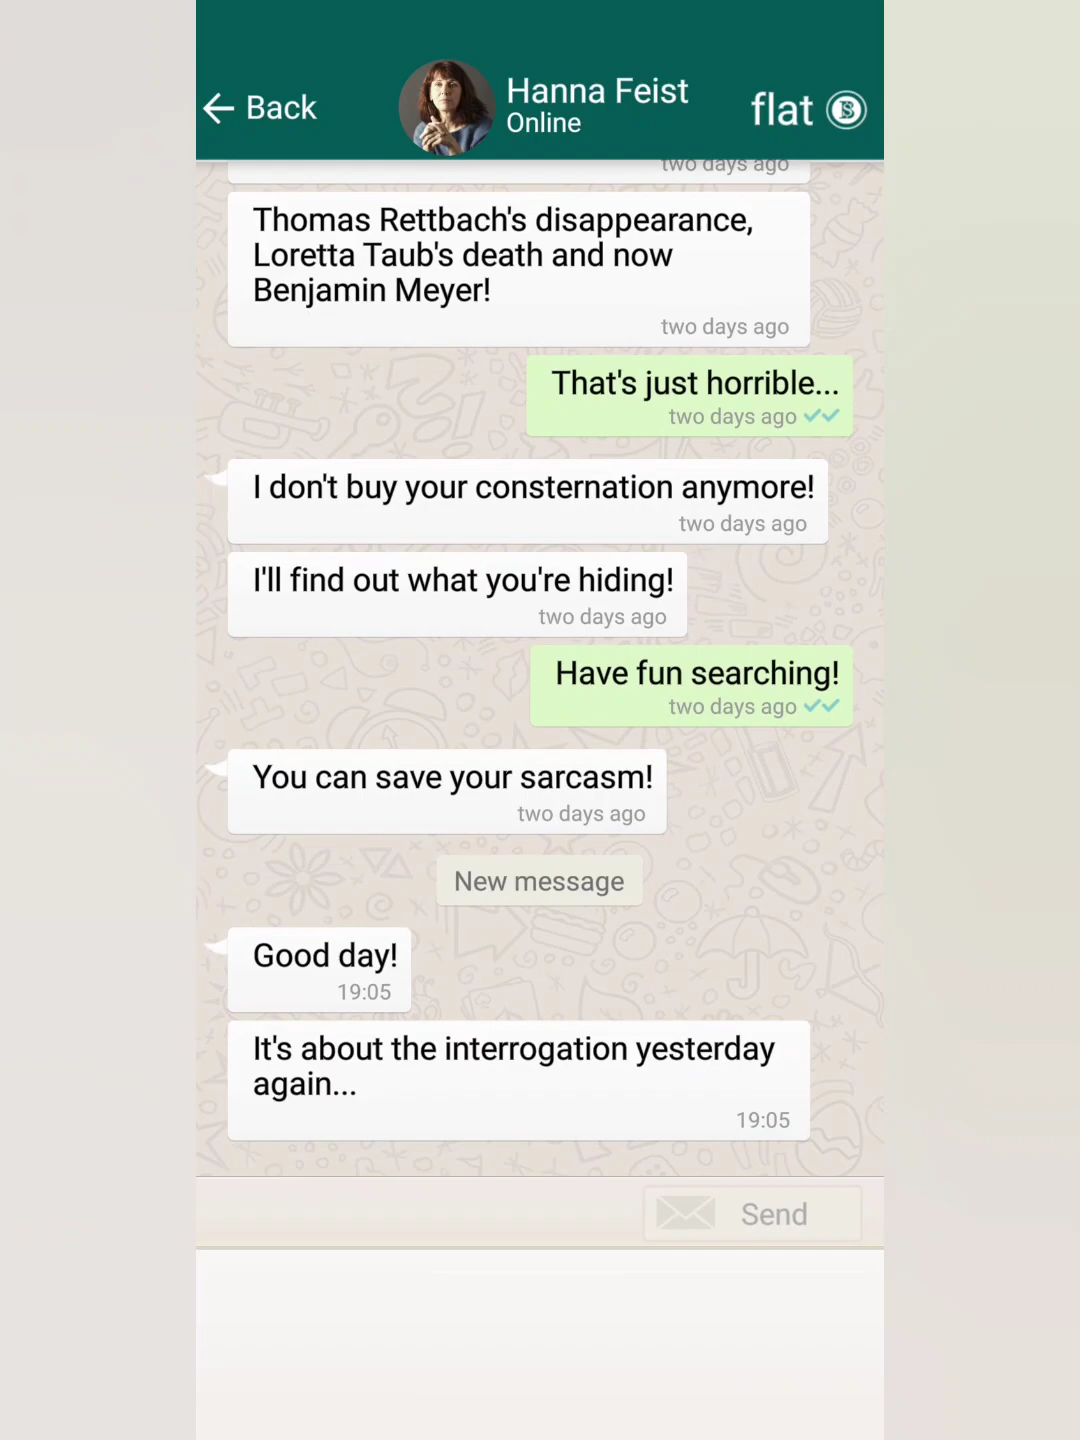 Back
Hanna Feist
Online
flat
two days ago
Thomas Rettbach's disappearance,
Loretta Taub's death and now
Benjamin Meyer!
two days ago
That's just horrible...
two days ago
I don't buy your consternation anymore!
two days ago
I'll find out what you're hiding!
two days ago
Have fun searching!
two days ago
You can save your sarcasm!
two days ago
New message
Good day!
19:05
It's about the interrogation yesterday
again...
19:05
Send